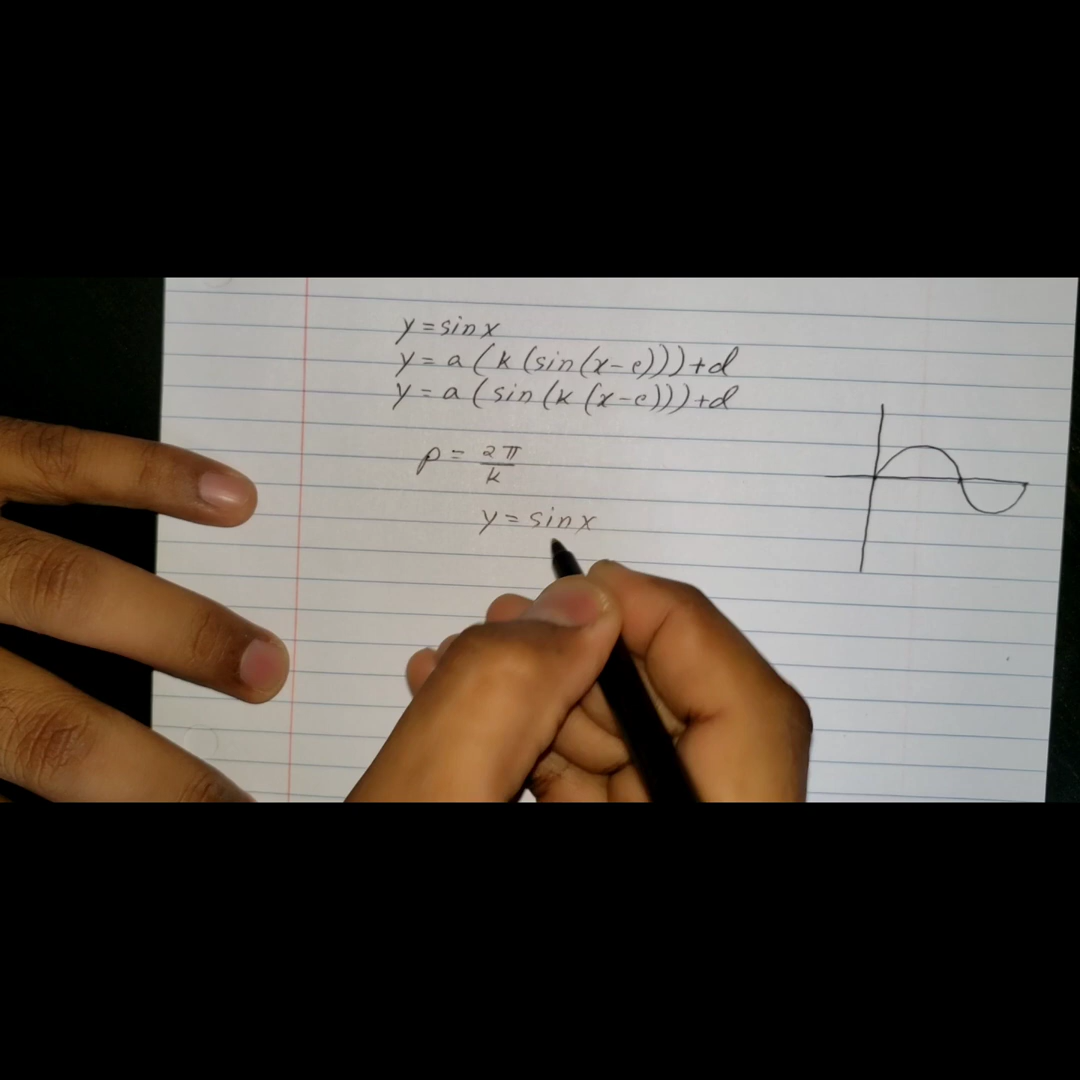 y = sin x
y = a ( k (sin (x-c))) + d
y = a ( sin (k (x-c))) + d
p = 2π/k
y = sin x